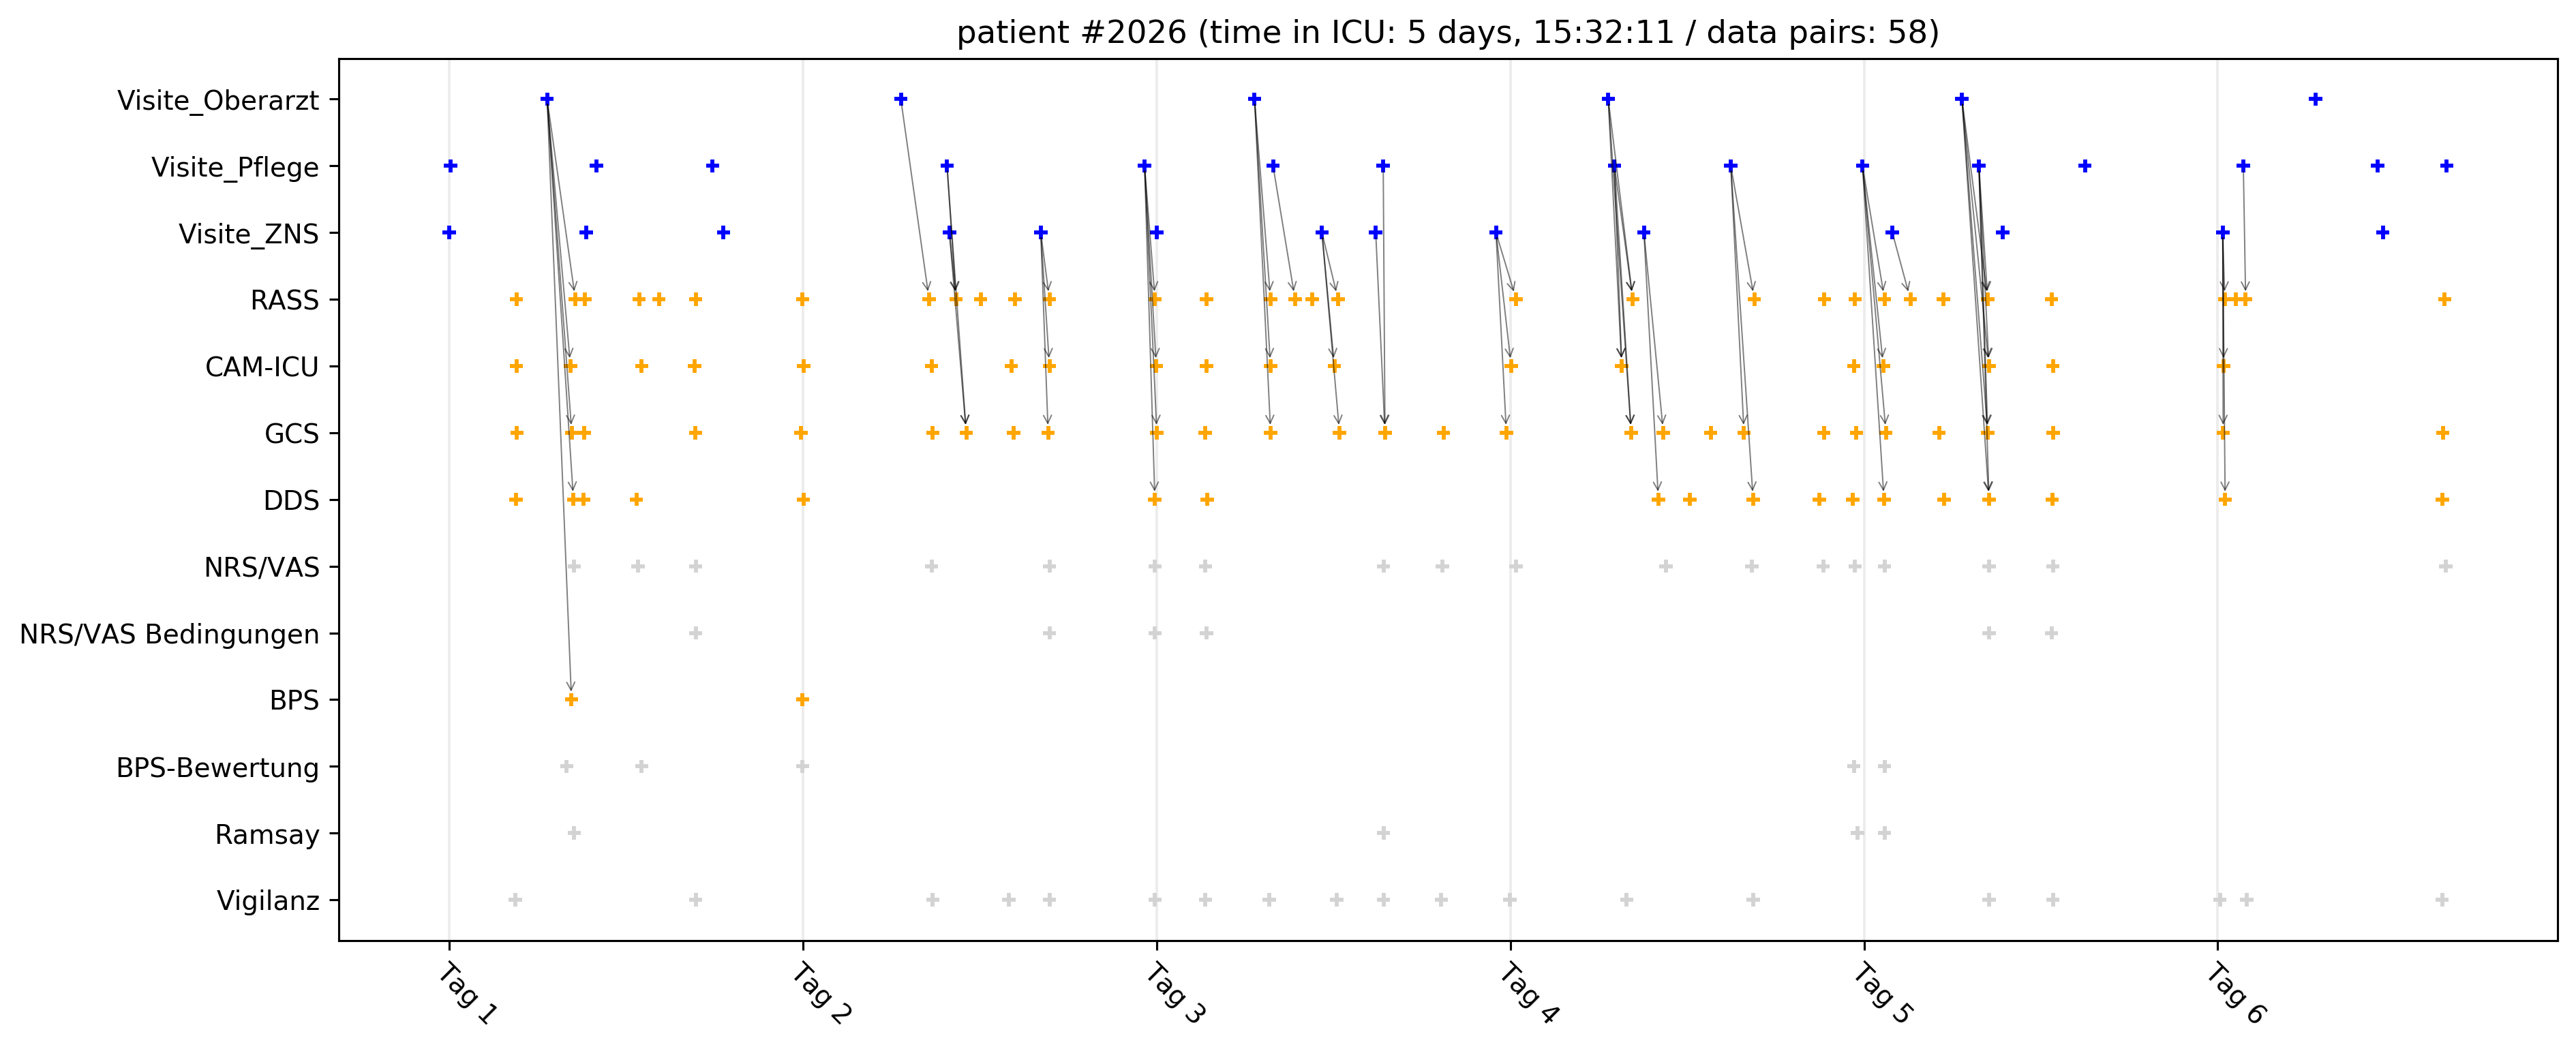 patient #2026 (time in ICU: 5 days, 15:32:11 / data pairs: 58)
Visite_Oberarzt
Visite_Pflege
Visite_ZNS
RASS
CAM-ICU
GCS
DDS
NRS/VAS
NRS/VAS Bedingungen
BPS
BPS-Bewertung
Ramsay
Vigilanz
Tag 1
Tag 2
Tag 3
Tag 4
Tag 5
Tag 6